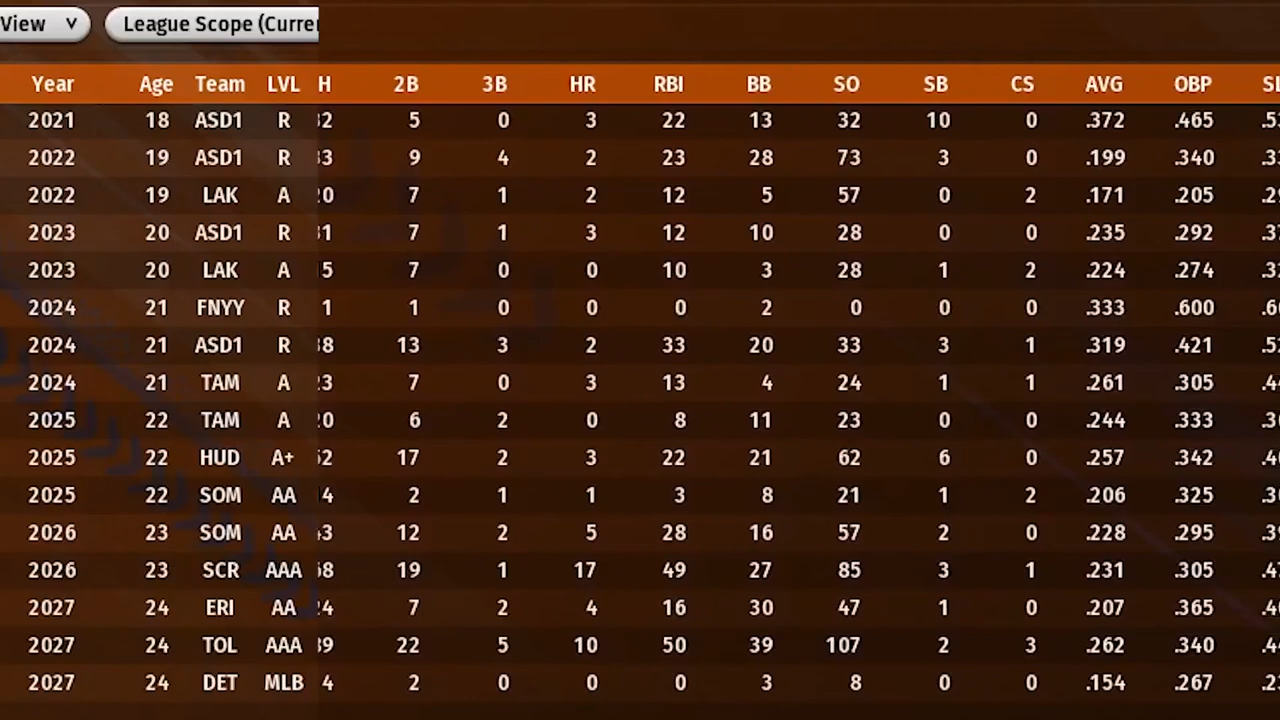 View League Scope (Curre
Year Age Team LVL H 2B 3B HR RBI BB SO SB CS AVG OBP
2021 18 ASD1 R 2 5 0 3 22 13 32 10 0 .372 .465
2022 19 ASD1 R 3 9 4 2 23 28 73 3 0 .199 .340
2022 19 LAK A 20 7 1 2 12 5 57 0 2 .171 .205
2023 20 ASD1 R 1 7 1 3 12 10 28 0 0 .235 .292
2023 20 LAK A 5 7 0 0 10 3 28 1 2 .224 .274
2024 21 FNYY R 1 1 0 0 0 2 0 0 0 .333 .600
2024 21 ASD1 R 8 13 3 2 33 20 33 3 1 .319 .421
2024 21 TAM A 23 7 0 3 13 4 24 1 1 .261 .305
2025 22 TAM A 20 6 2 0 8 11 23 0 0 .244 .333
2025 22 HUD A+ 2 17 2 3 22 21 62 6 0 .257 .342
2025 22 SOM AA 4 2 1 1 3 8 21 1 2 .206 .325
2026 23 SOM AA 3 12 2 5 28 16 57 2 0 .228 .295
2026 23 SCR AAA 8 19 1 17 49 27 85 3 1 .231 .305
2027 24 ERI AA 24 7 2 4 16 30 47 1 0 .207 .365
2027 24 TOL AAA 9 22 5 10 50 39 107 2 3 .262 .340
2027 24 DET MLB 4 2 0 0 0 3 8 0 0 .154 .267